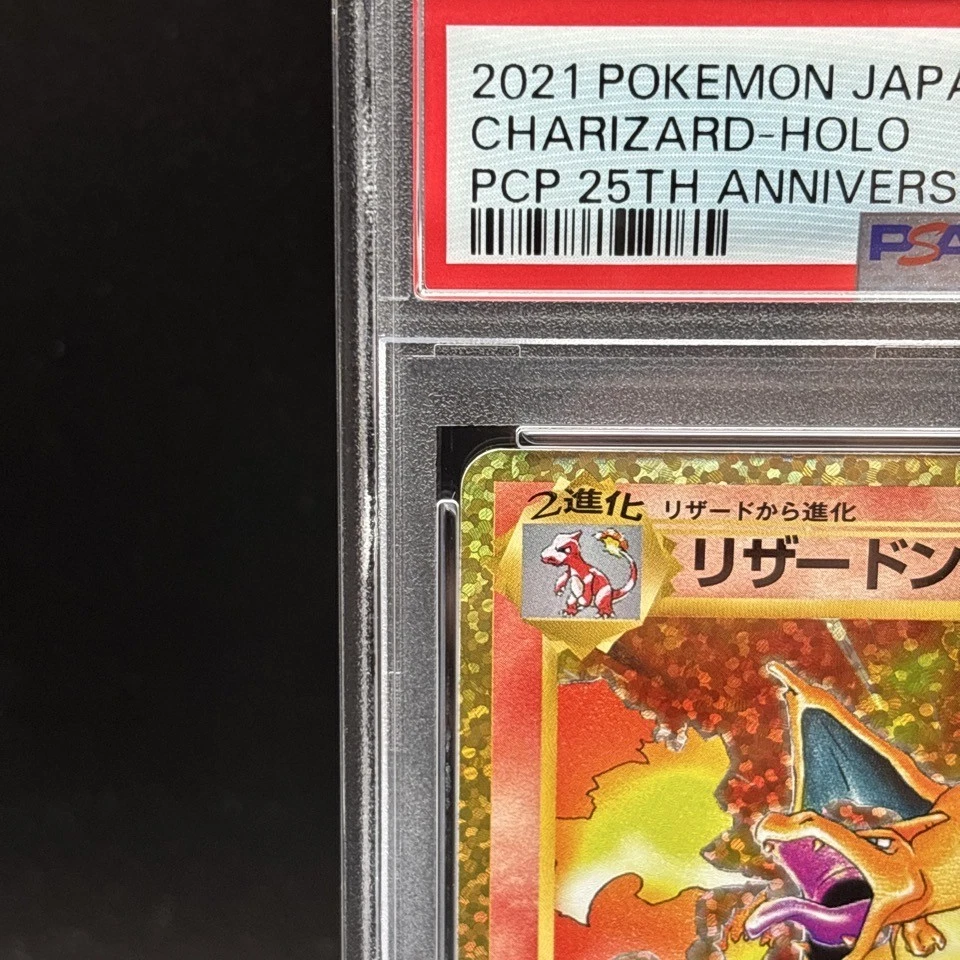 2021 POKEMON JAPA
CHARIZARD-HOLO
PCP 25TH ANNIVERS
PSA
2進化 リザードから進化
リザードン